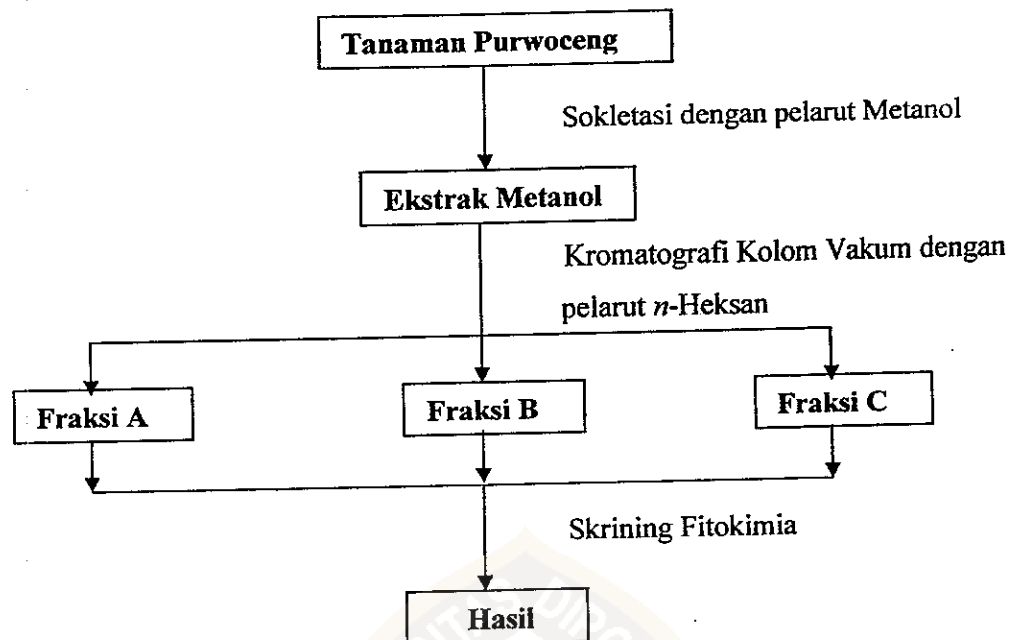 Tanaman Purwoceng
Sokletasi dengan pelarut Metanol
Ekstrak Metanol
Kromatografi Kolom Vakum dengan
pelarut n-Heksan
Fraksi A
Fraksi B
Fraksi C
Skrining Fitokimia
Hasil